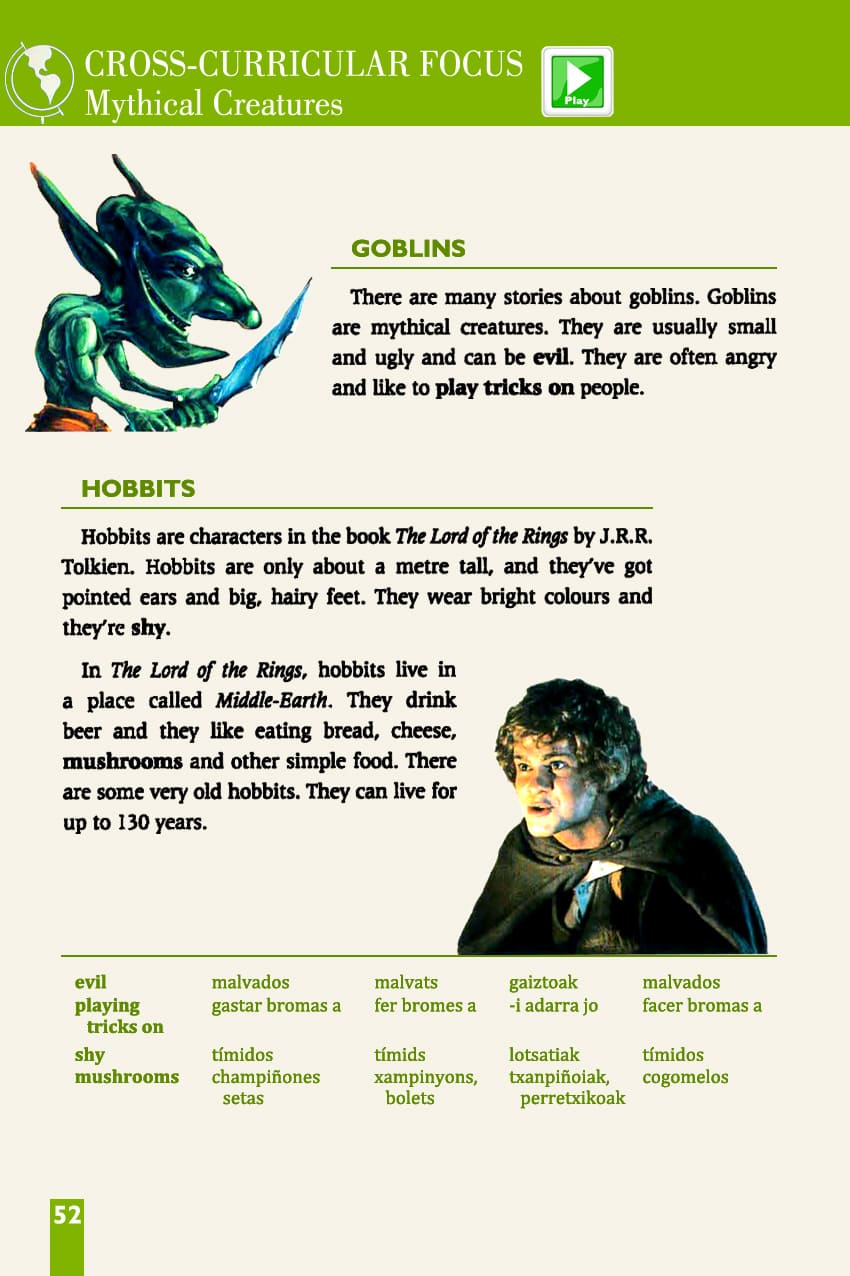 CROSS-CURRICULAR FOCUS
Mythical Creatures
Play
GOBLINS
There are many stories about goblins. Goblins
are mythical creatures. They are usually small
and ugly and can be evil. They are often angry
and like to play tricks on people.
HOBBITS
Hobbits are characters in the book The Lord of the Rings by J.R.R.
Tolkien. Hobbits are only about a metre tall, and they've got
pointed ears and big, hairy feet. They wear bright colours and
they're shy.
In The Lord of the Rings, hobbits live in
a place called Middle-Earth. They drink
beer and they like eating bread, cheese,
mushrooms and other simple food. There
are some very old hobbits. They can live for
up to 130 years.
evil malvados malvats gaiztoak malvados
playing gastar bromas a fer bromes a -i adarra jo facer bromas a
tricks on
shy tímidos tímids lotsatiak tímidos
mushrooms champiñones xampinyons, txanpiñoiak, cogomelos
setas bolets perretxikoak
52